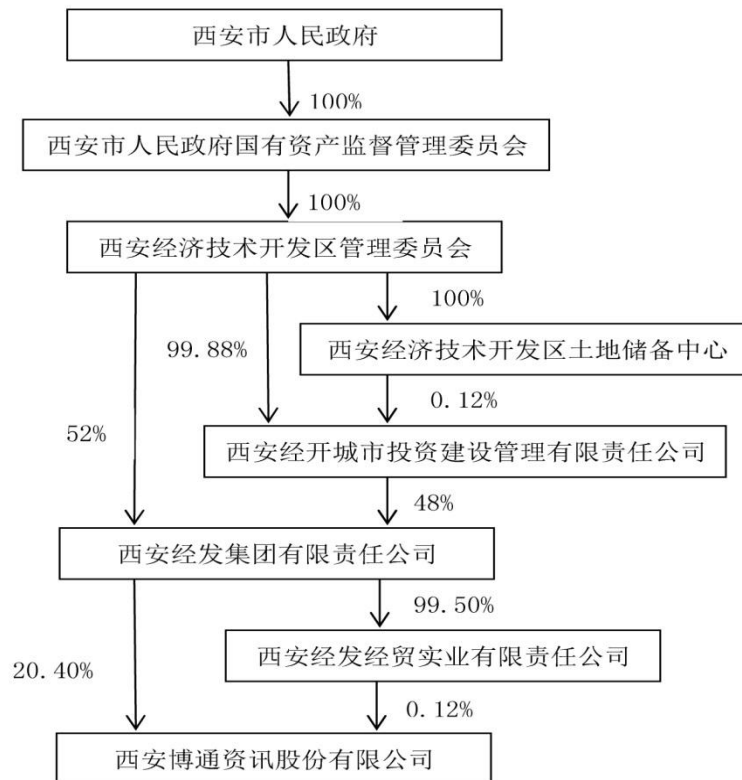 西安市人民政府
100%
西安市人民政府国有资产监督管理委员会
100%
西安经济技术开发区管理委员会
100%
99.88%
西安经济技术开发区土地储备中心
0.12%
52%
西安经开城市投资建设管理有限责任公司
48%
西安经发集团有限责任公司
99.50%
西安经发经贸实业有限责任公司
20.40%
0.12%
西安博通资讯股份有限公司